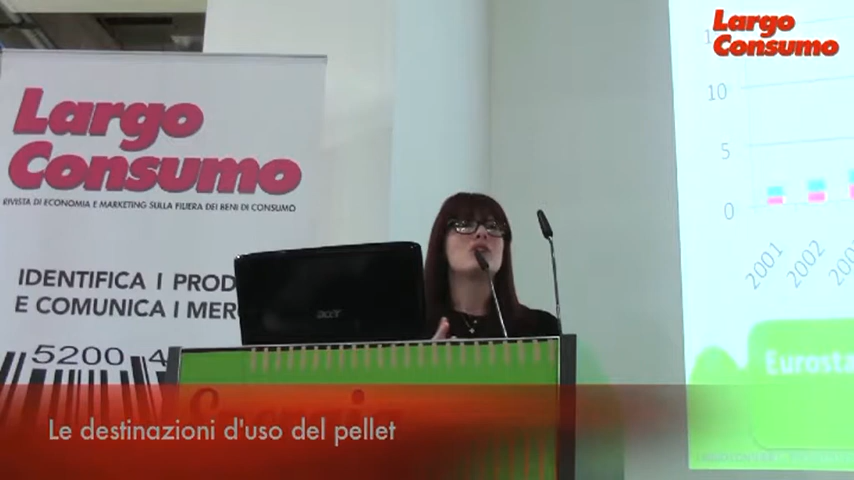 Largo
Consumo
RIVISTA DI ECONOMIA E MARKETING SULLA FILIERA DEI BENI DI CONSUMO
IDENTIFICA I PROD
E COMUNICA I MER
5200 4
acer
Largo
Consumo
10
5
0
2001
2002
Eurosta
Le destinazioni d'uso del pellet